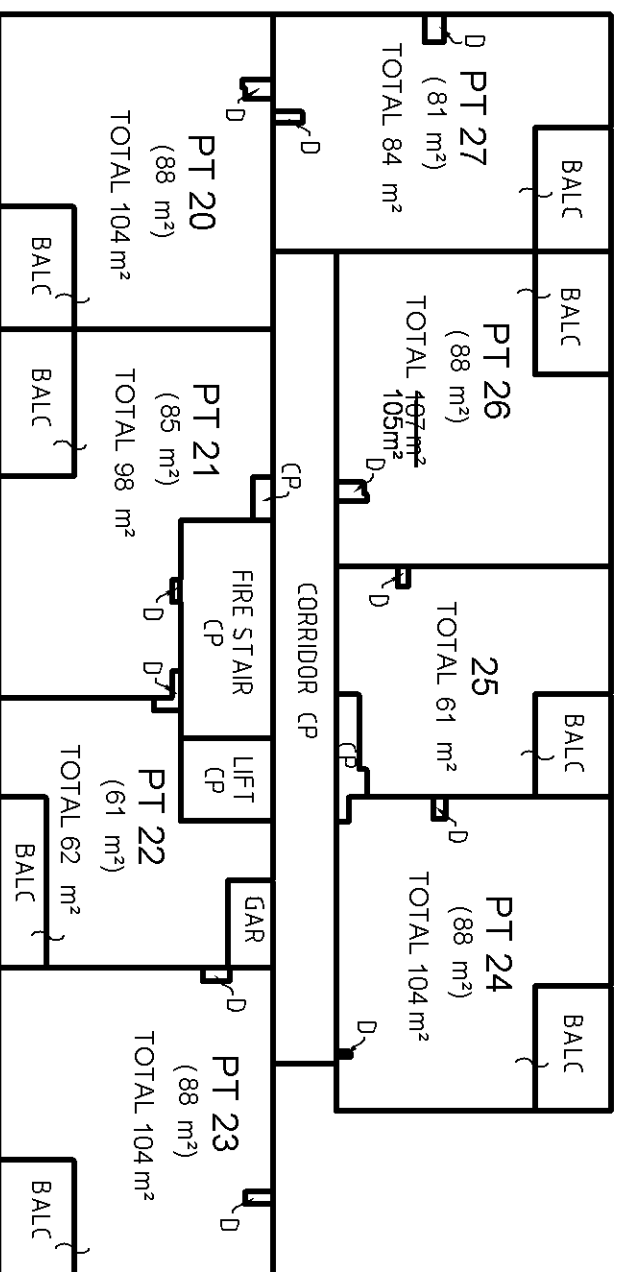 D
PT 27
(81 m²)
TOTAL 84 m²
D
BALC
BALC
PT 26
(88 m²)
TOTAL 107 m²
105m²
D
25
TOTAL 61 m²
D
BALC
CP
PT 24
(88 m²)
TOTAL 104 m²
D
D
BALC
CORRIDOR CP
PT 20
(88 m²)
TOTAL 104 m²
D
BALC
PT 21
(85 m²)
TOTAL 98 m²
CP
D
D
BALC
FIRE STAIR
CP
LIFT
CP
PT 22
(61 m²)
TOTAL 62 m²
BALC
GAR
PT 23
(88 m²)
TOTAL 104 m²
D
D
BALC